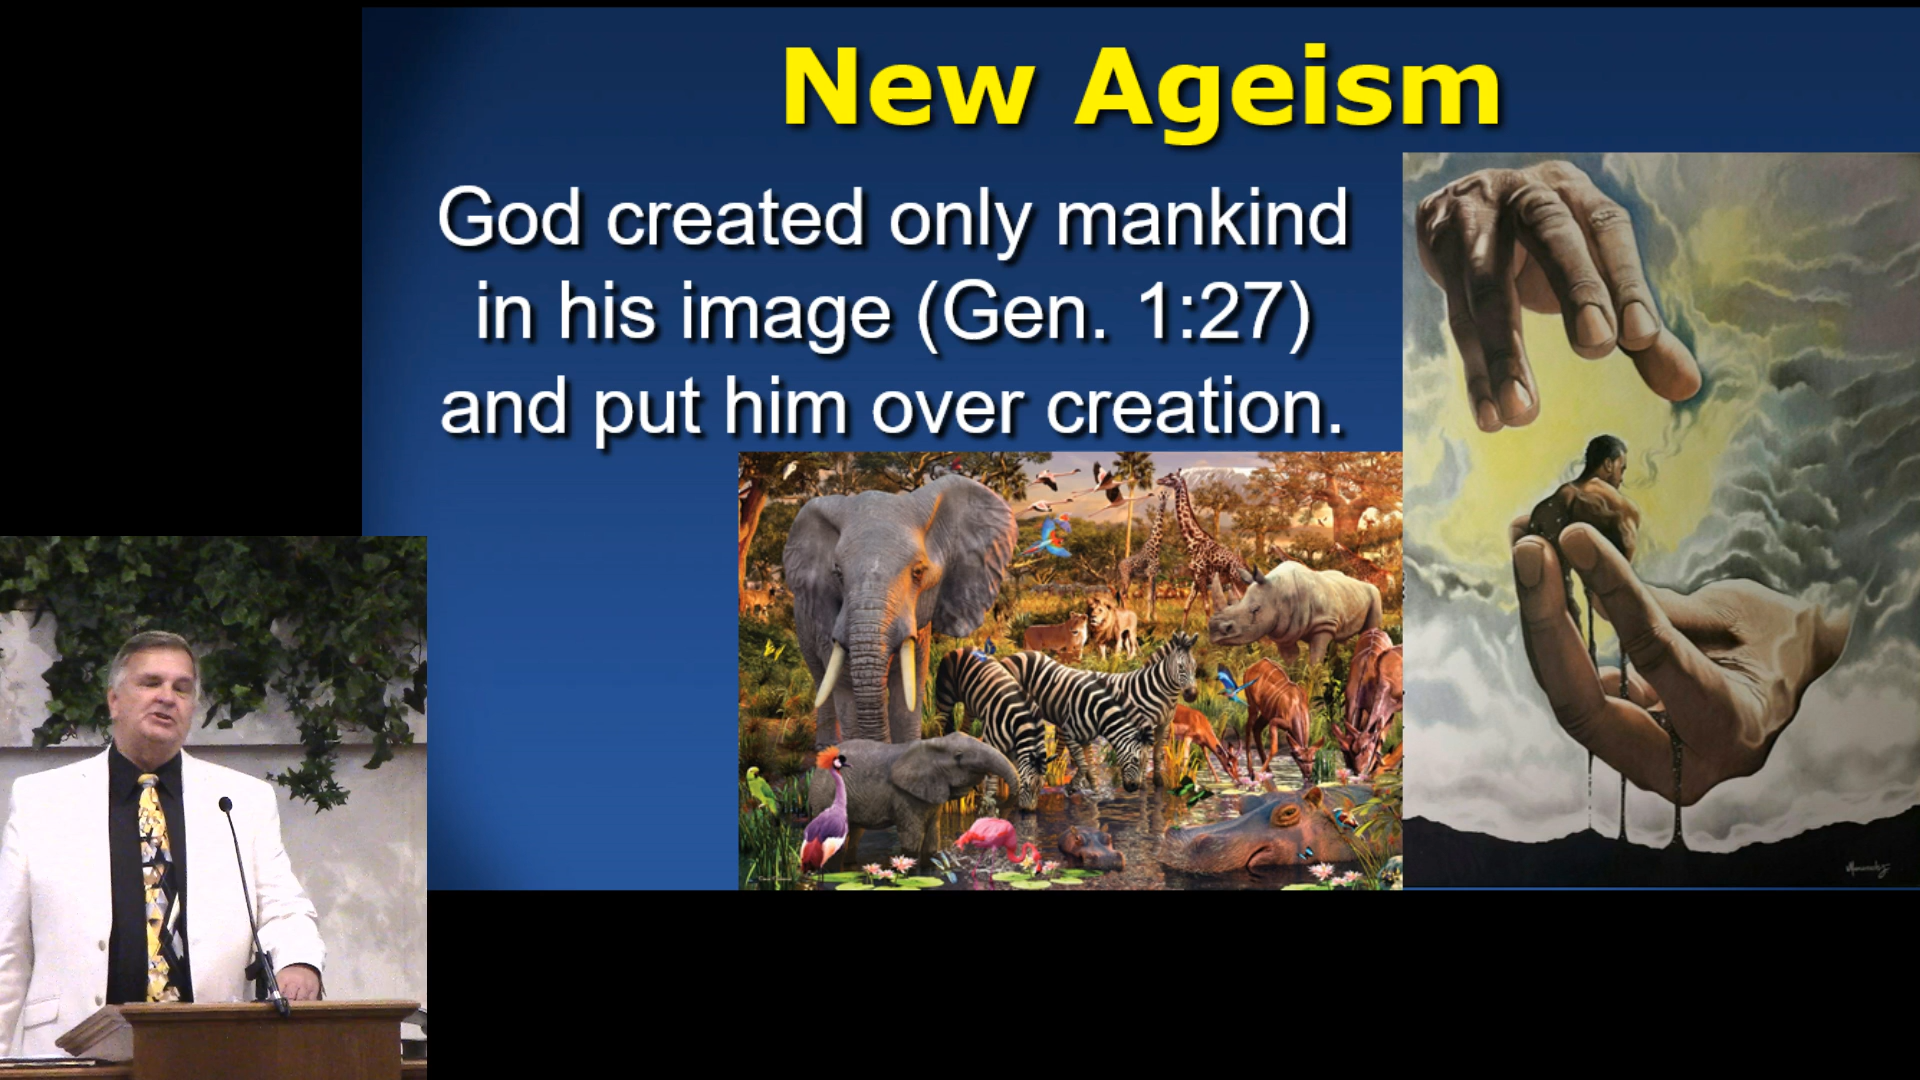 New Ageism
God created only mankind
in his image (Gen. 1:27)
and put him over creation.